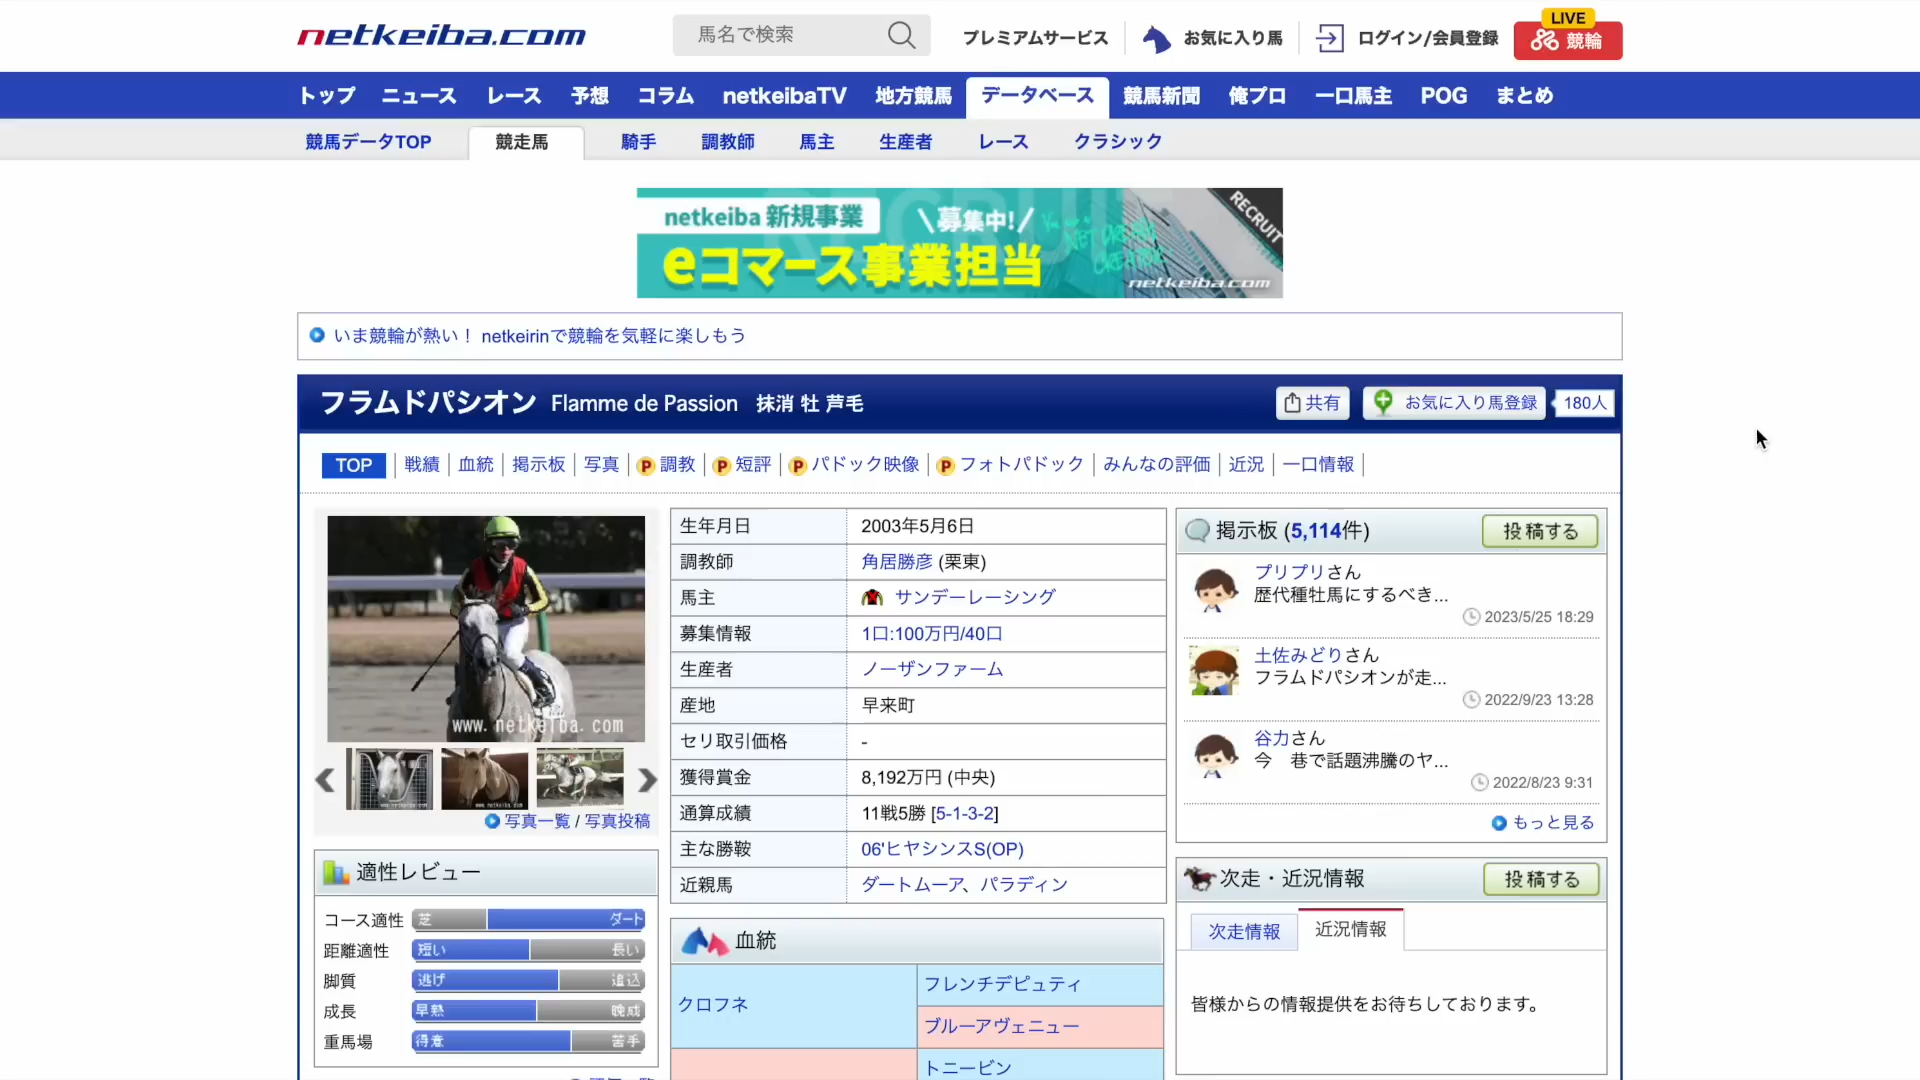 netkeiba.com
馬名で検索
プレミアムサービス
お気に入り馬
ログイン/会員登録
LIVE
競輪
トップ ニュース レース 予想 コラム netkeibaTV 地方競馬 データベース 競馬新聞 俺プロ 一口馬主 POG まとめ
競馬データTOP 競走馬 騎手 調教師 馬主 生産者 レース クラシック
netkeiba 新規事業
\募集中!/
eコマース事業担当
RECRUIT
netkeiba.com
いま競輪が熱い！ netkeirinで競輪を気軽に楽しもう
フラムドパシオン Flamme de Passion 抹消 牡 芦毛
共有
お気に入り馬登録
180人
TOP 戦績 血統 掲示板 写真 P 調教 P 短評 P パドック映像 P フォトパドック みんなの評価 近況 一口情報
www.netkeiba.com
写真一覧 / 写真投稿
適性レビュー
コース適性 芝 ダート
距離適性 短い 長い
脚質 逃げ 追込
成長 早熟 晩成
重馬場 得意 苦手
生年月日 2003年5月6日
調教師 角居勝彦 (栗東)
馬主 サンデーレーシング
募集情報 1口:100万円/40口
生産者 ノーザンファーム
産地 早来町
セリ取引価格 -
獲得賞金 8,192万円 (中央)
通算成績 11戦5勝 [5-1-3-2]
主な勝鞍 06'ヒヤシンスS(OP)
近親馬 ダートムーア、パラディン
血統
クロフネ
フレンチデピュティ
ブルーアヴェニュー
トニービン
掲示板 (5,114件)
投稿する
プリプリさん
歴代種牡馬にするべき...
2023/5/25 18:29
土佐みどりさん
フラムドパシオンが走...
2022/9/23 13:28
谷力さん
今　巷で話題沸騰のヤ...
2022/8/23 9:31
もっと見る
次走・近況情報
投稿する
次走情報 近況情報
皆様からの情報提供をお待ちしております。